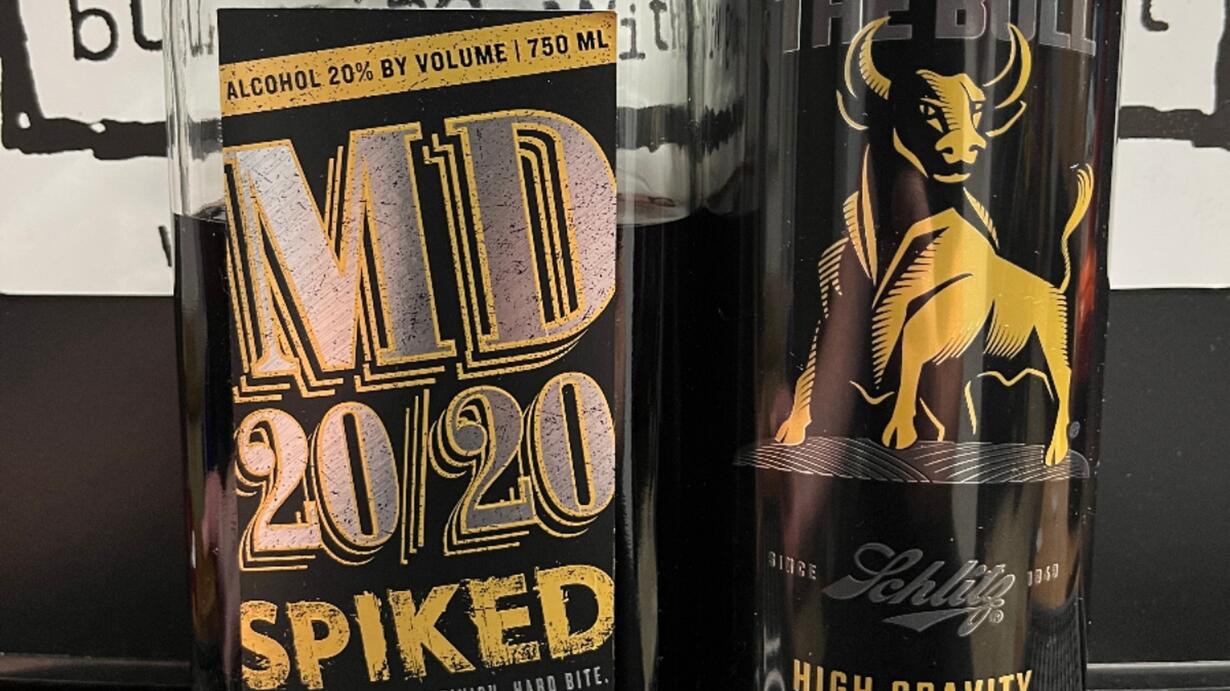 ALCOHOL 20% BY VOLUME | 750 ML
MD
20/20
SPIKED
HARD BITE.
THE BULL
SINCE Schlitz®
HIGH GRAVITY